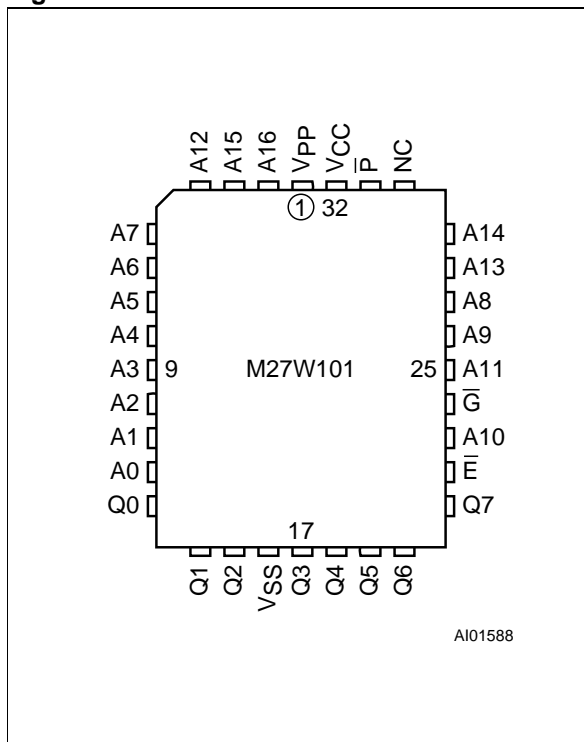 A12 A15 A16 VPP VCC P̅ NC
① 32
A7 A14
A6 A13
A5 A8
A4 A9
A3 9 M27W101 25 A11
A2 G̅
A1 A10
A0 E̅
Q0 Q7
17
Q1 Q2 VSS Q3 Q4 Q5 Q6
AI01588